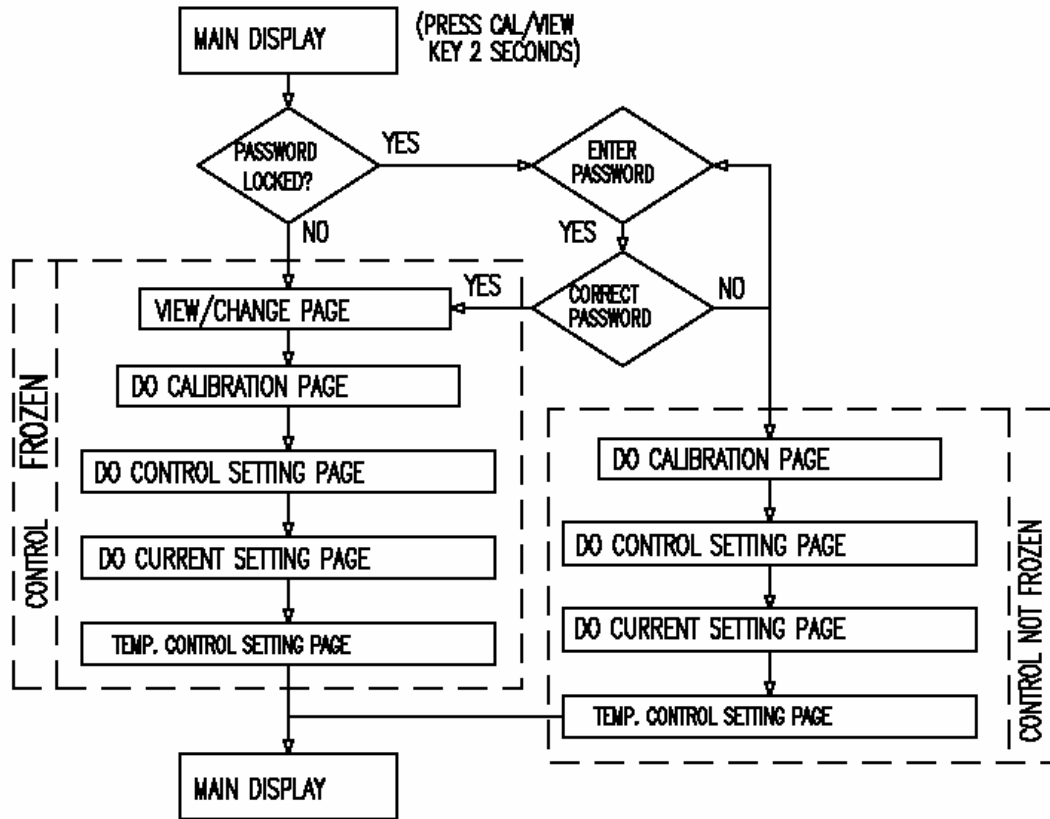 MAIN DISPLAY
(PRESS CAL/VIEW
KEY 2 SECONDS)
PASSWORD
LOCKED?
YES
ENTER
PASSWORD
NO
YES
VIEW/CHANGE PAGE
YES
CORRECT
PASSWORD
NO
DO CALIBRATION PAGE
DO CONTROL SETTING PAGE
DO CURRENT SETTING PAGE
TEMP. CONTROL SETTING PAGE
CONTROL FROZEN
DO CALIBRATION PAGE
DO CONTROL SETTING PAGE
DO CURRENT SETTING PAGE
TEMP. CONTROL SETTING PAGE
CONTROL NOT FROZEN
MAIN DISPLAY